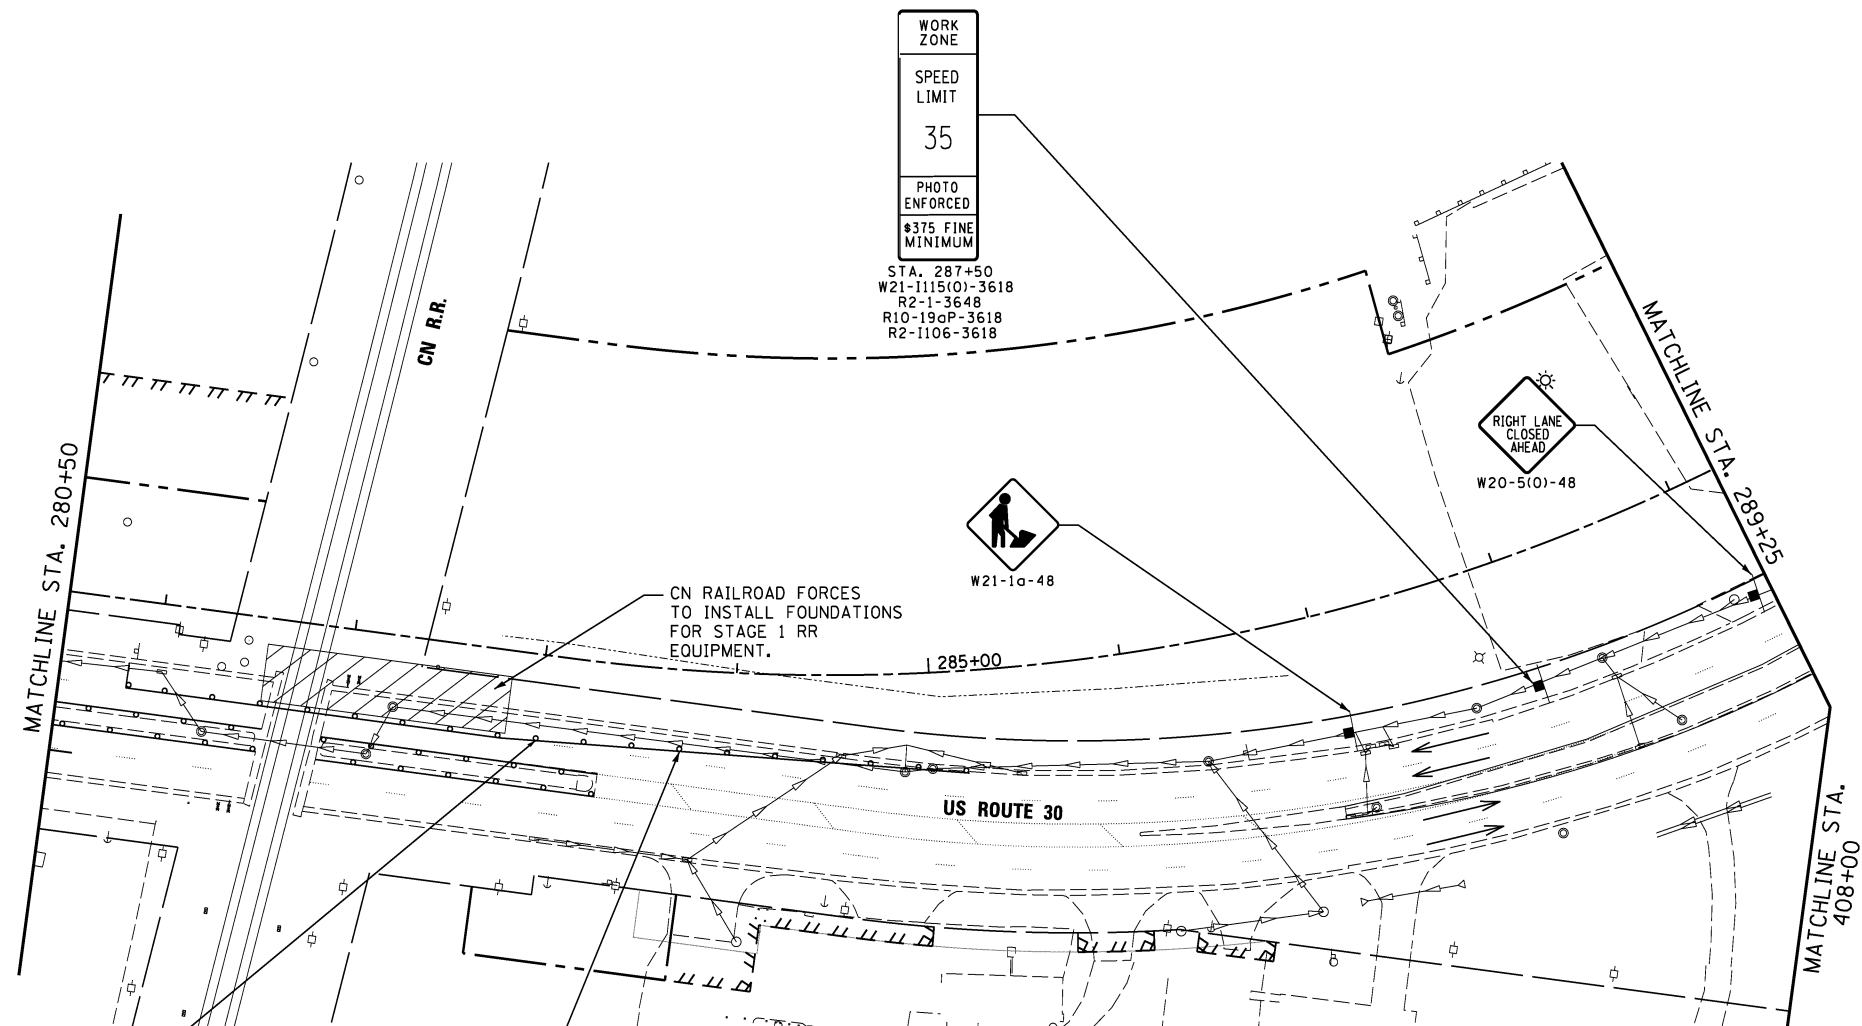 WORK
ZONE
SPEED
LIMIT
35
PHOTO
ENFORCED
$375 FINE
MINIMUM
STA. 287+50
W21-I115(O)-3618
R2-1-3648
R10-19aP-3618
R2-I106-3618
CN R.R.
MATCHLINE STA. 280+50
MATCHLINE STA. 289+25
RIGHT LANE
CLOSED
AHEAD
W20-5(O)-48
W21-1a-48
CN RAILROAD FORCES
TO INSTALL FOUNDATIONS
FOR STAGE 1 RR
EQUIPMENT.
285+00
US ROUTE 30
MATCHLINE STA.
408+00